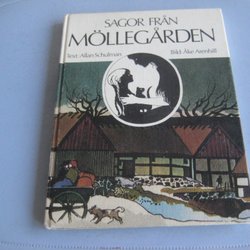 SAGOR FRÅN
MÖLLEGÅRDEN
Text: Allan Schulman Bild: Åke Arenhill